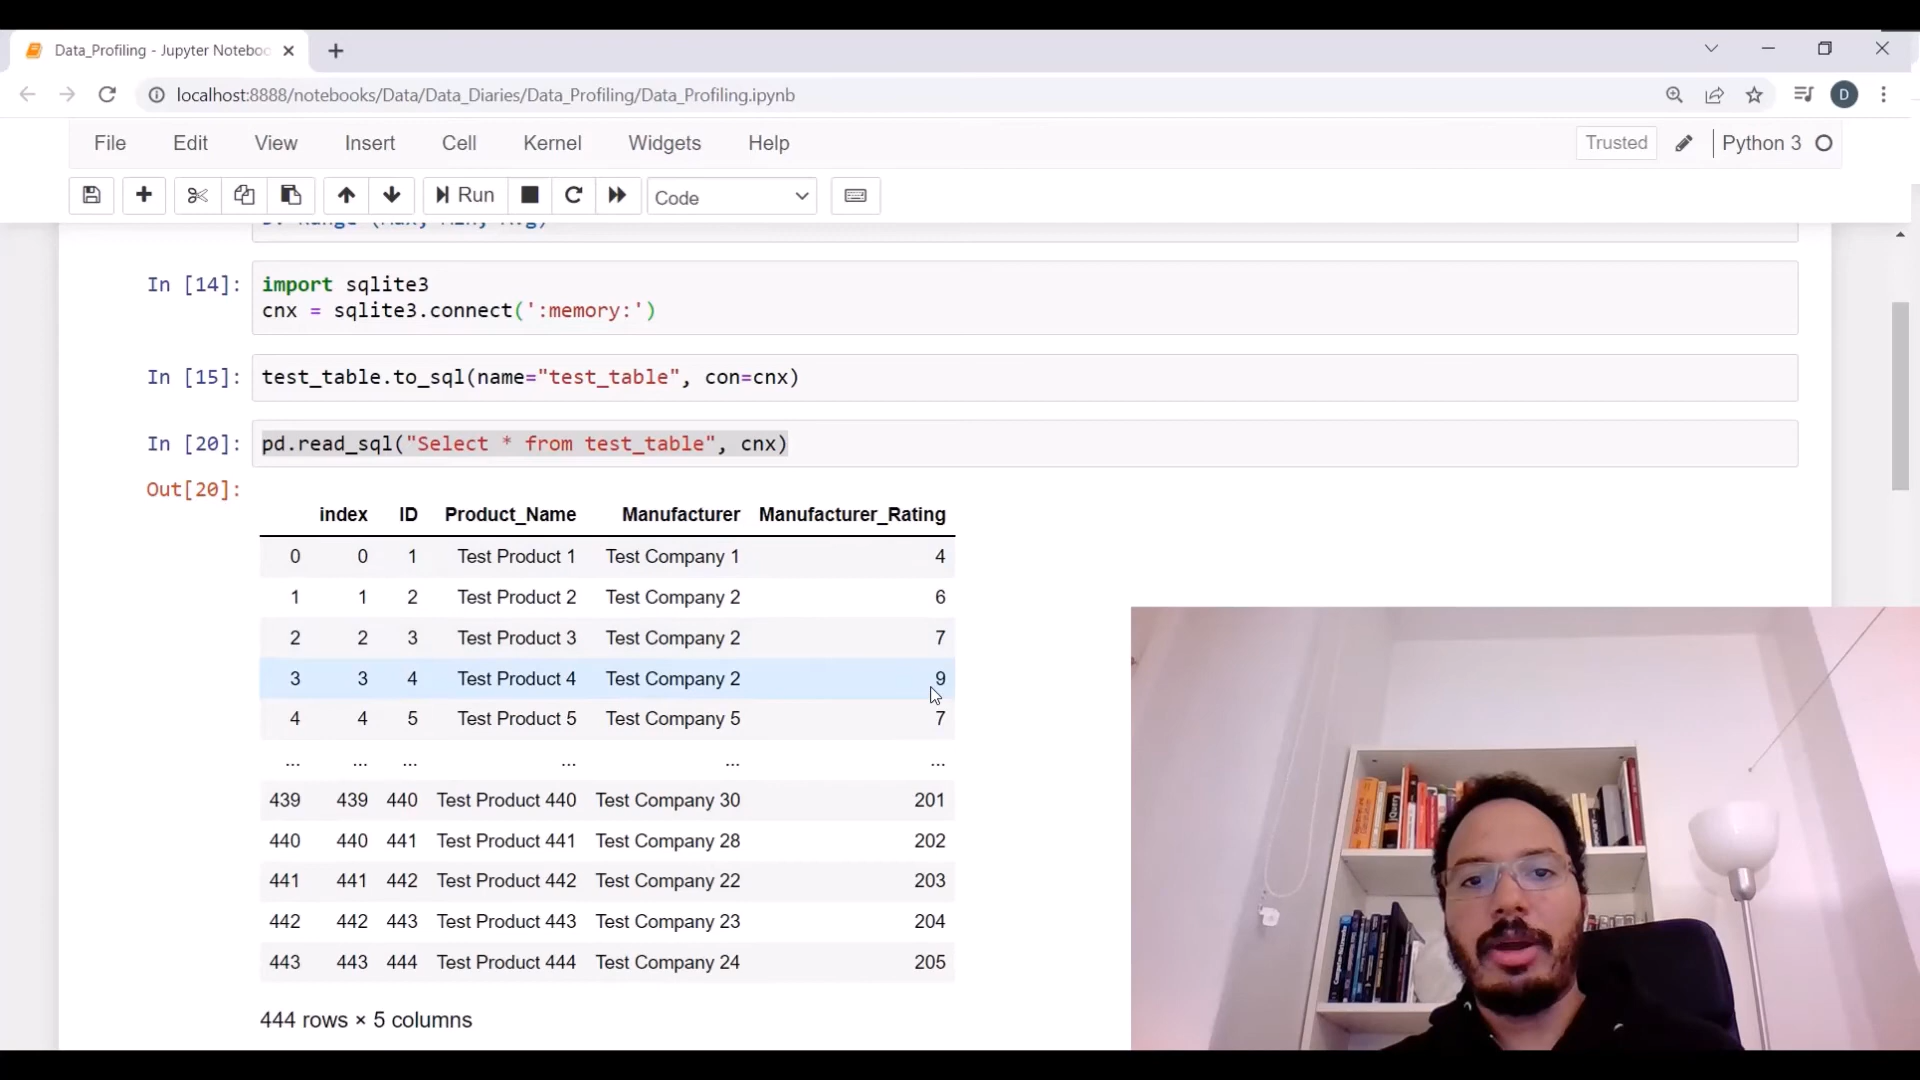 Data_Profiling - Jupyter Noteboo
localhost:8888/notebooks/Data/Data_Diaries/Data_Profiling/Data_Profiling.ipynb
D
File Edit View Insert Cell Kernel Widgets Help
Trusted
Python 3
Run
Code
In [14]: import sqlite3
cnx = sqlite3.connect(':memory:')
In [15]: test_table.to_sql(name="test_table", con=cnx)
In [20]: pd.read_sql("Select * from test_table", cnx)
Out[20]:
index ID Product_Name Manufacturer Manufacturer_Rating
0 0 1 Test Product 1 Test Company 1 4
1 1 2 Test Product 2 Test Company 2 6
2 2 3 Test Product 3 Test Company 2 7
3 3 4 Test Product 4 Test Company 2 9
4 4 5 Test Product 5 Test Company 5 7
... ... ... ... ... ...
439 439 440 Test Product 440 Test Company 30 201
440 440 441 Test Product 441 Test Company 28 202
441 441 442 Test Product 442 Test Company 22 203
442 442 443 Test Product 443 Test Company 23 204
443 443 444 Test Product 444 Test Company 24 205
444 rows × 5 columns